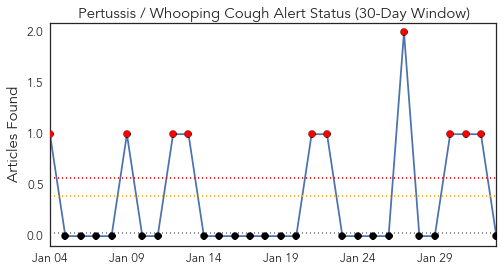 Pertussis / Whooping Cough Alert Status (30-Day Window)
Articles Found
2.0
1.5
1.0
0.5
0.0
Jan 04 Jan 09 Jan 14 Jan 19 Jan 24 Jan 29